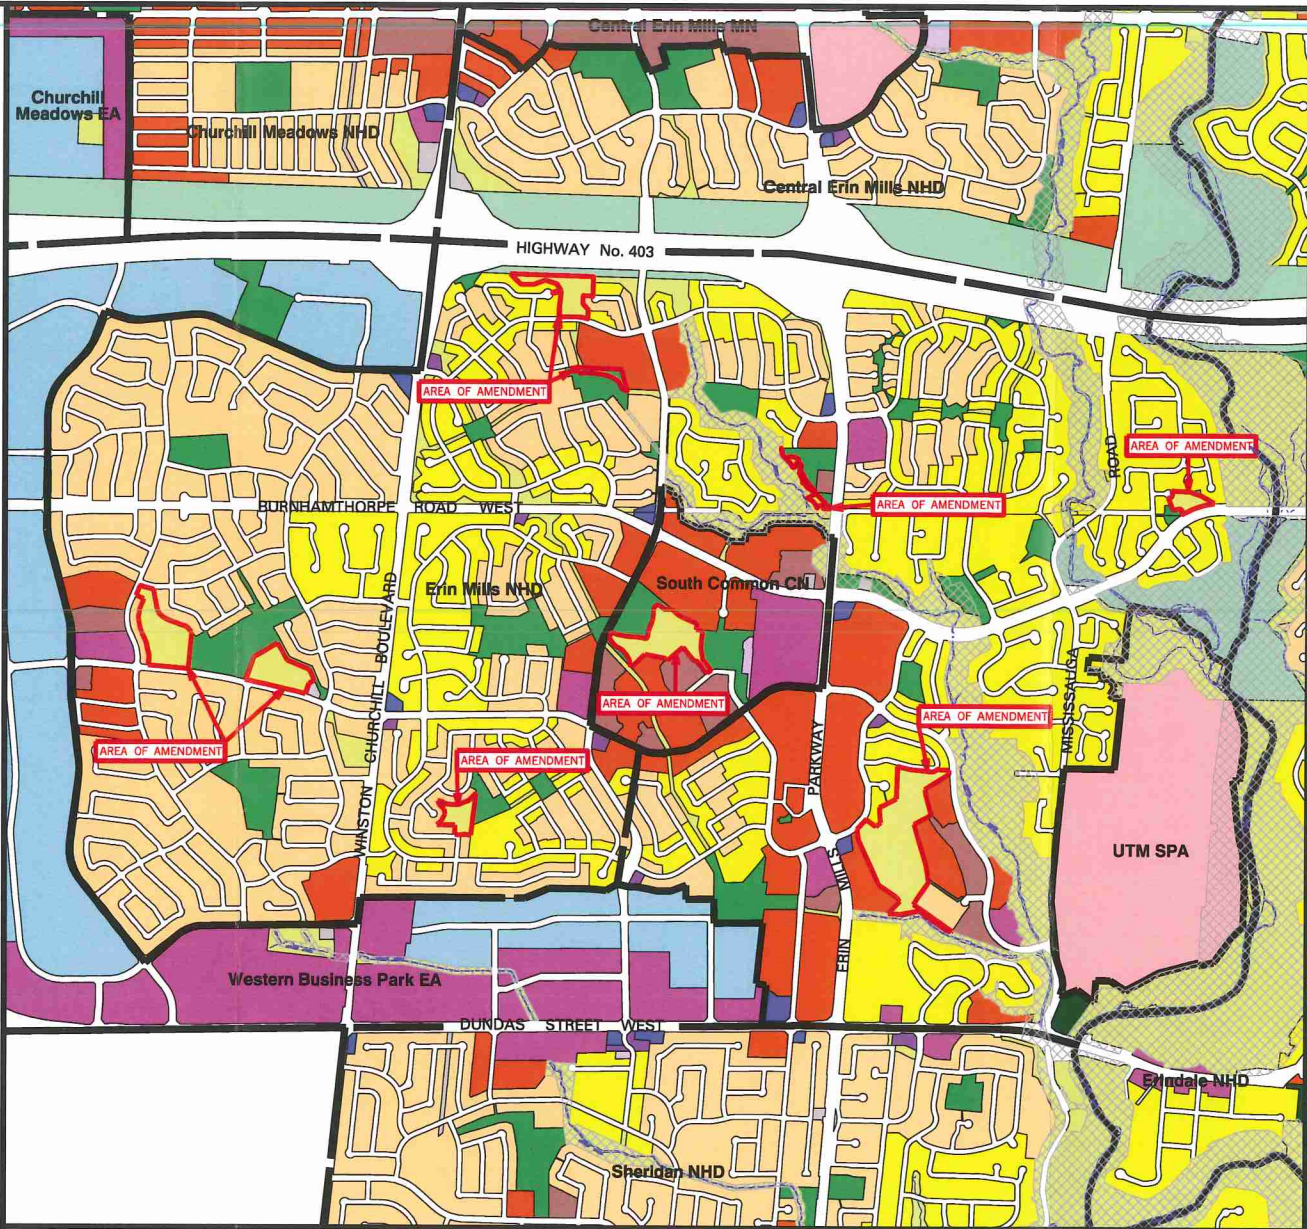 Central Erin Mills MN
Churchill
Meadows EA
Churchill Meadows NHD
Central Erin Mills NHD
HIGHWAY No. 403
AREA OF AMENDMENT
AREA OF AMENDMENT
ROAD
AREA OF AMENDMENT
BURNHAMTHORPE ROAD WEST
Erin Mills NHD
South Common CN
WINSTON CHURCHILL BOULEVARD
MISSISSAUGA
AREA OF AMENDMENT
AREA OF AMENDMENT
AREA OF AMENDMENT
AREA OF AMENDMENT
ERIN MILLS PARKWAY
UTM SPA
Western Business Park EA
DUNDAS STREET WEST
Erindale NHD
Sheridan NHD